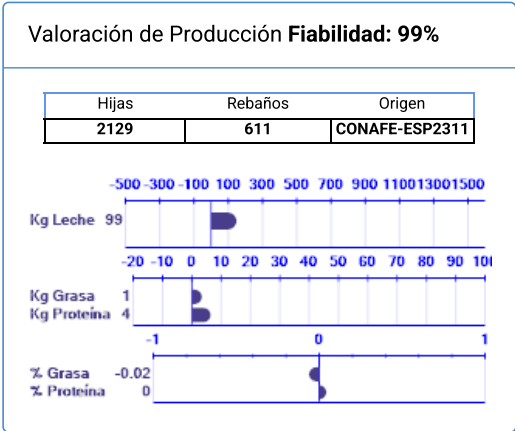 Valoración de Producción Fiabilidad: 99%
Hijas Rebaños Origen
2129 611 CONAFE-ESP2311
-500 -300 -100 100 300 500 700 900 1100 1300 1500
Kg Leche 99
-20 -10 0 10 20 30 40 50 60 70 80 90
Kg Grasa 1
Kg Proteína 4
-1 0 1
% Grasa -0.02
% Proteína 0